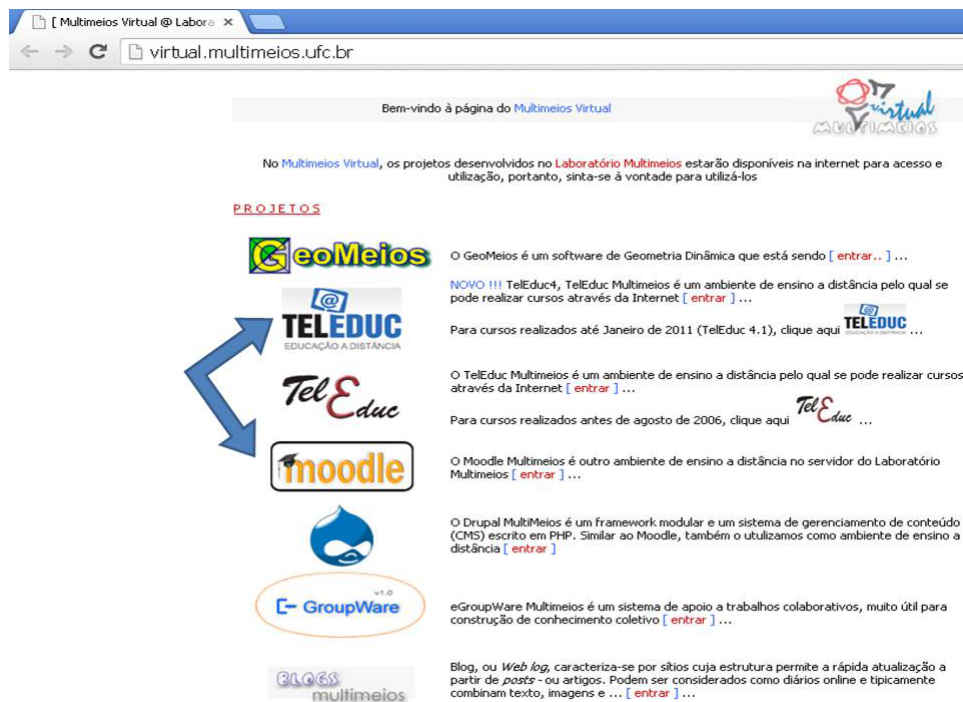 [ Multimeios Virtual @ Labora
virtual.multimeios.ufc.br
Bem-vindo à página do Multimeios Virtual
virtual
MULTIMEIOS
No Multimeios Virtual, os projetos desenvolvidos no Laboratório Multimeios estarão disponíveis na internet para acesso e
utilização, portanto, sinta-se à vontade para utilizá-los
PROJETOS
GeoMeios
O GeoMeios é um software de Geometria Dinâmica que está sendo [ entrar.. ] ...
TELEDUC
EDUCAÇÃO A DISTÂNCIA
NOVO !!! TelEduc4, TelEduc Multimeios é um ambiente de ensino a distância pelo qual se
pode realizar cursos através da Internet [ entrar ] ...
Para cursos realizados até Janeiro de 2011 (TelEduc 4.1), clique aqui TELEDUC ...
TelEduc
O TelEduc Multimeios é um ambiente de ensino a distância pelo qual se pode realizar cursos
através da Internet [ entrar ] ...
Para cursos realizados antes de agosto de 2006, clique aqui TelEduc ...
moodle
O Moodle Multimeios é outro ambiente de ensino a distância no servidor do Laboratório
Multimeios [ entrar ] ...
O Drupal MultiMeios é um framework modular e um sistema de gerenciamento de conteúdo
(CMS) escrito em PHP. Similar ao Moodle, também o utulizamos como ambiente de ensino a
distância [ entrar ]
v1.0
GroupWare
eGroupWare Multimeios é um sistema de apoio a trabalhos colaborativos, muito útil para
construção de conhecimento coletivo [ entrar ] ...
BLOGS
multimeios
Blog, ou Web log, caracteriza-se por sítios cuja estrutura permite a rápida atualização a
partir de posts - ou artigos. Podem ser considerados como diários online e tipicamente
combinam texto, imagens e ... [ entrar ] ...